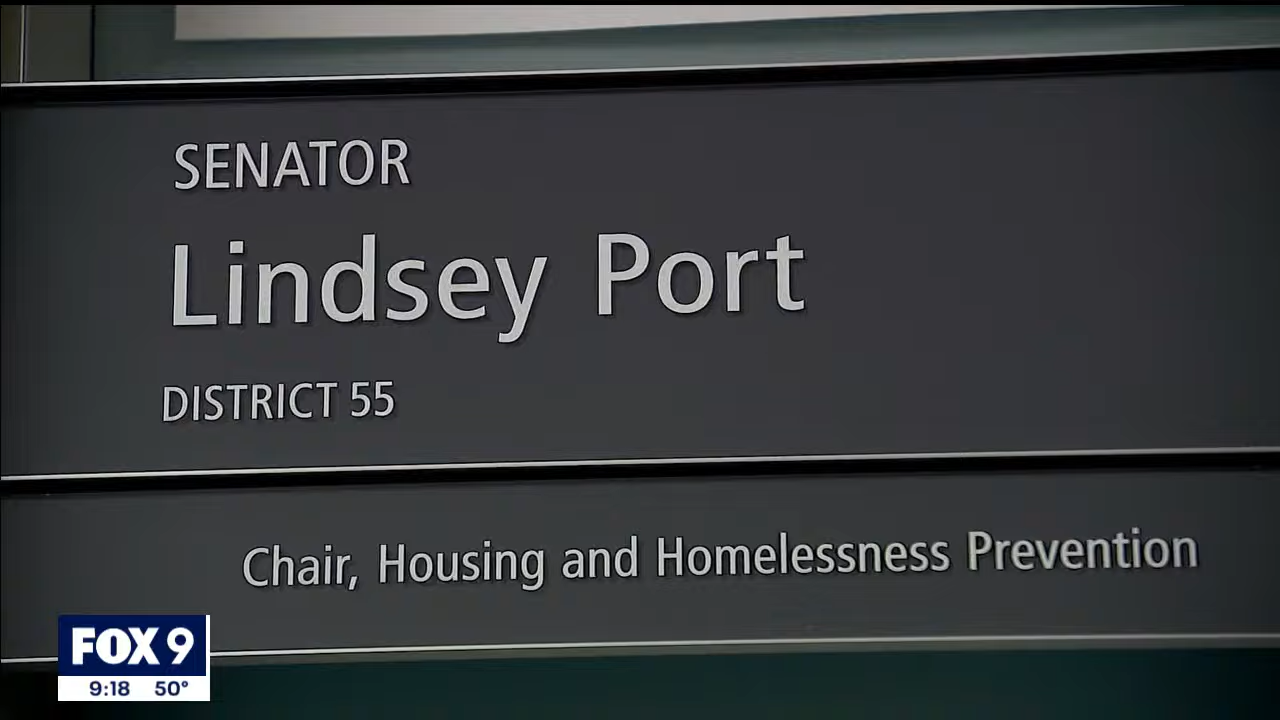 SENATOR
Lindsey Port
DISTRICT 55
Chair, Housing and Homelessness Prevention
FOX 9
9:18 50°